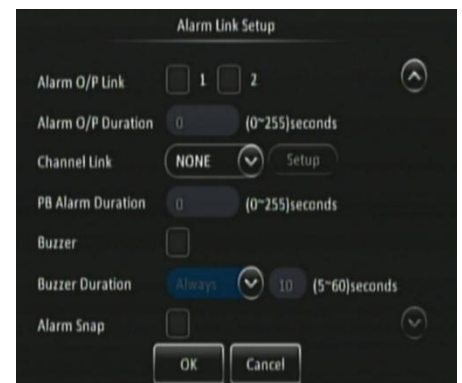 Alarm Link Setup
Alarm O/P Link 1 2
Alarm O/P Duration 0 (0~255)seconds
Channel Link NONE Setup
PB Alarm Duration 0 (0~255)seconds
Buzzer
Buzzer Duration Always 10 (5~60)seconds
Alarm Snap
OK Cancel